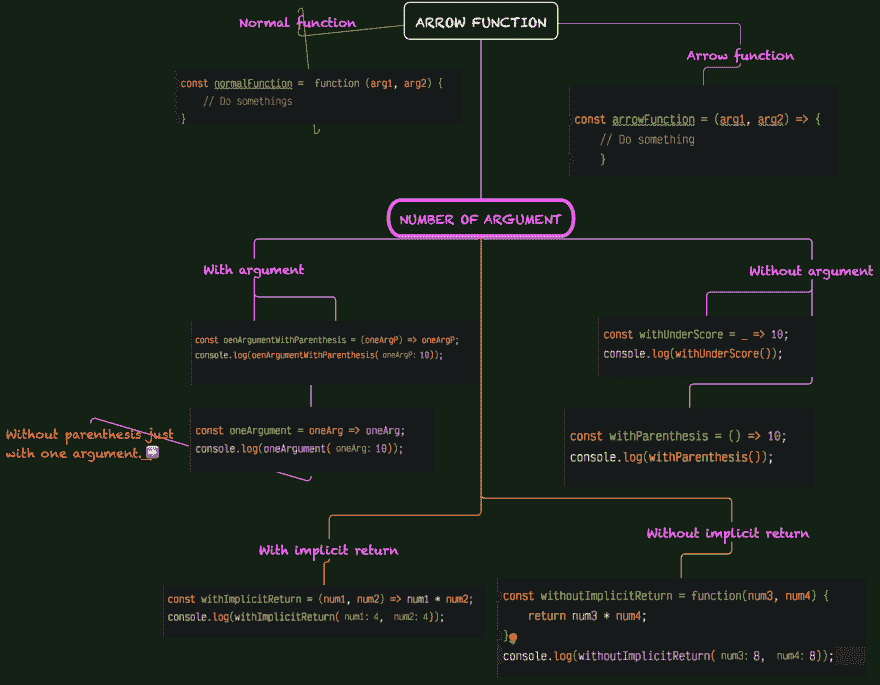 ARROW FUNCTION
Normal function
Arrow function
const normalFunction = function (arg1, arg2) {
// Do somethings
}
const arrowFunction = (arg1, arg2) => {
// Do something
}
NUMBER OF ARGUMENT
With argument
Without argument
const oenArgumentWithParenthesis = (oneArgP) => oneArgP;
console.log(oenArgumentWithParenthesis( oneArgP: 10));
const withUnderScore = _ => 10;
console.log(withUnderScore());
Without parenthesis just
with one argument.
const oneArgument = oneArg => oneArg;
console.log(oneArgument( oneArg: 10));
const withParenthesis = () => 10;
console.log(withParenthesis());
With implicit return
Without implicit return
const withImplicitReturn = (num1, num2) => num1 * num2;
console.log(withImplicitReturn( num1: 4, num2: 4));
const withoutImplicitReturn = function(num3, num4) {
return num3 * num4;
}
console.log(withoutImplicitReturn( num3: 8, num4: 8));